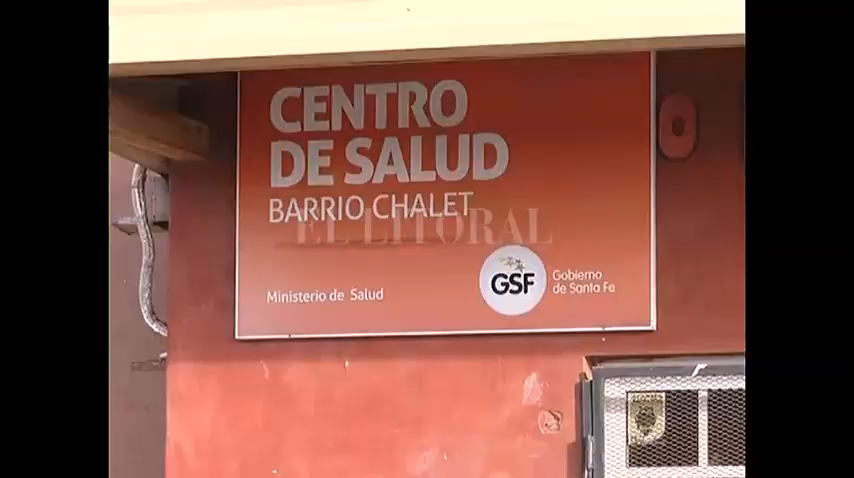 CENTRO
DE SALUD
BARRIO CHALET
EL LITORAL
Ministerio de Salud
GSF
Gobierno
de Santa Fe